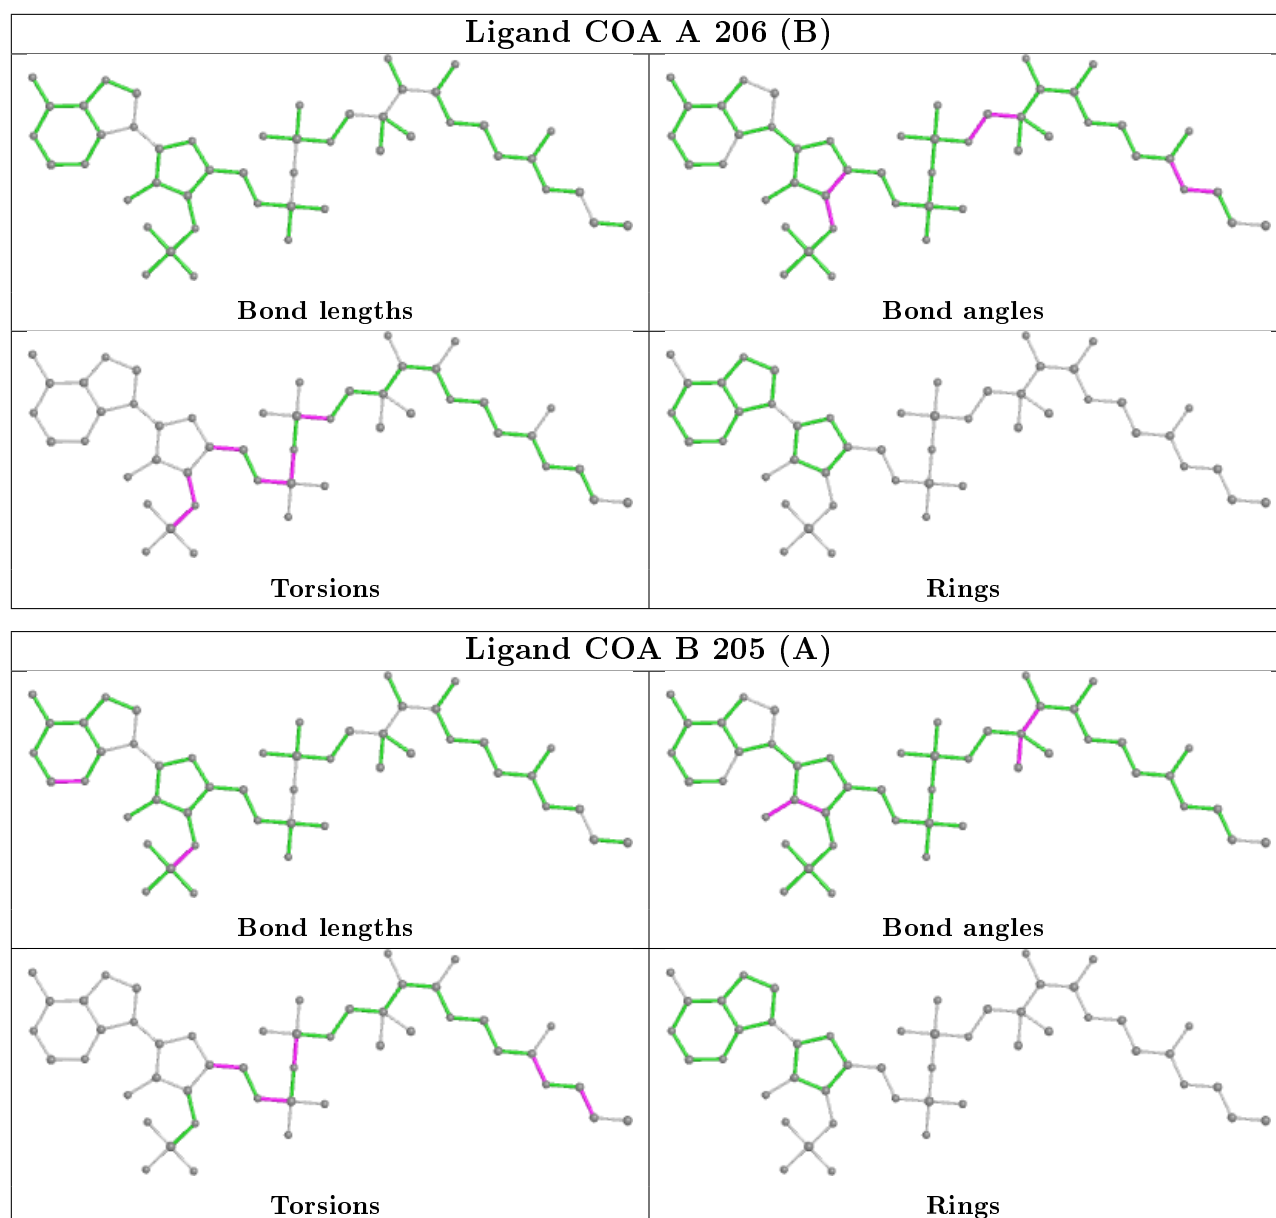 Ligand COA A 206 (B)
Bond lengths
Bond angles
Torsions
Rings
Ligand COA B 205 (A)
Bond lengths
Bond angles
Torsions
Rings